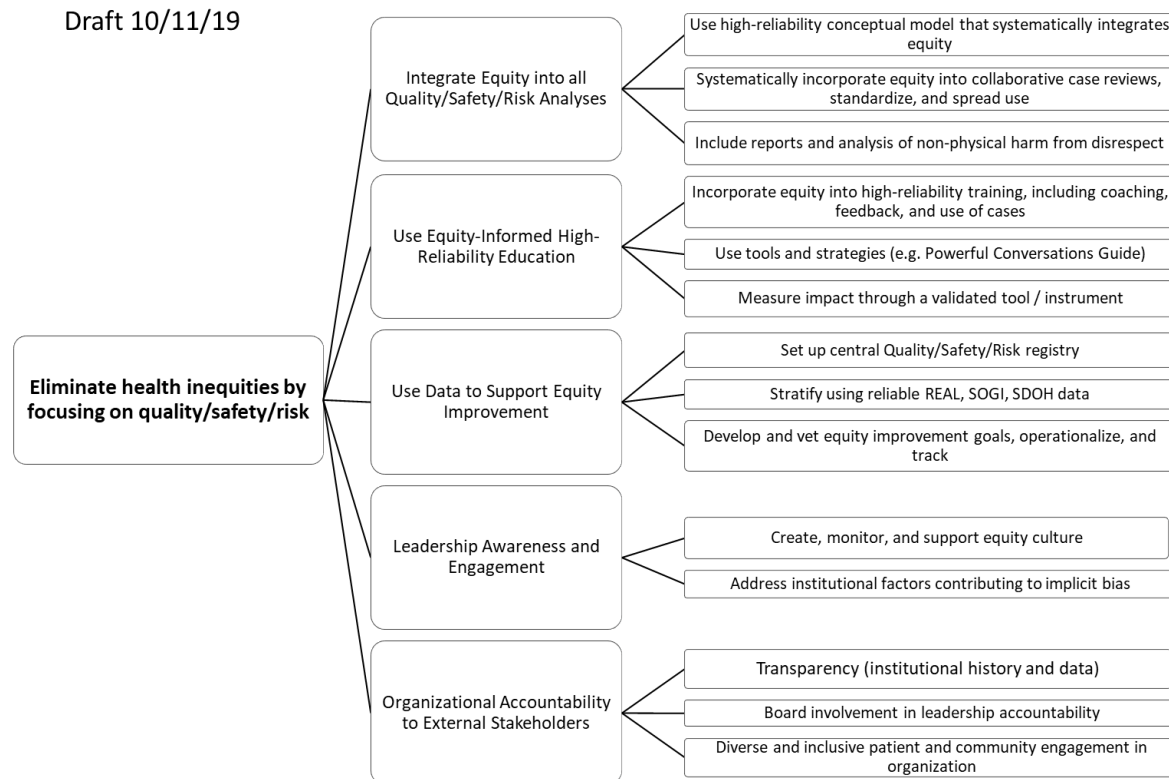 Draft 10/11/19
Eliminate health inequities by
focusing on quality/safety/risk
Integrate Equity into all
Quality/Safety/Risk Analyses
Use high-reliability conceptual model that systematically integrates
equity
Systematically incorporate equity into collaborative case reviews,
standardize, and spread use
Include reports and analysis of non-physical harm from disrespect
Use Equity-Informed High-
Reliability Education
Incorporate equity into high-reliability training, including coaching,
feedback, and use of cases
Use tools and strategies (e.g. Powerful Conversations Guide)
Measure impact through a validated tool / instrument
Use Data to Support Equity
Improvement
Set up central Quality/Safety/Risk registry
Stratify using reliable REAL, SOGI, SDOH data
Develop and vet equity improvement goals, operationalize, and
track
Leadership Awareness and
Engagement
Create, monitor, and support equity culture
Address institutional factors contributing to implicit bias
Organizational Accountability
to External Stakeholders
Transparency (institutional history and data)
Board involvement in leadership accountability
Diverse and inclusive patient and community engagement in
organization